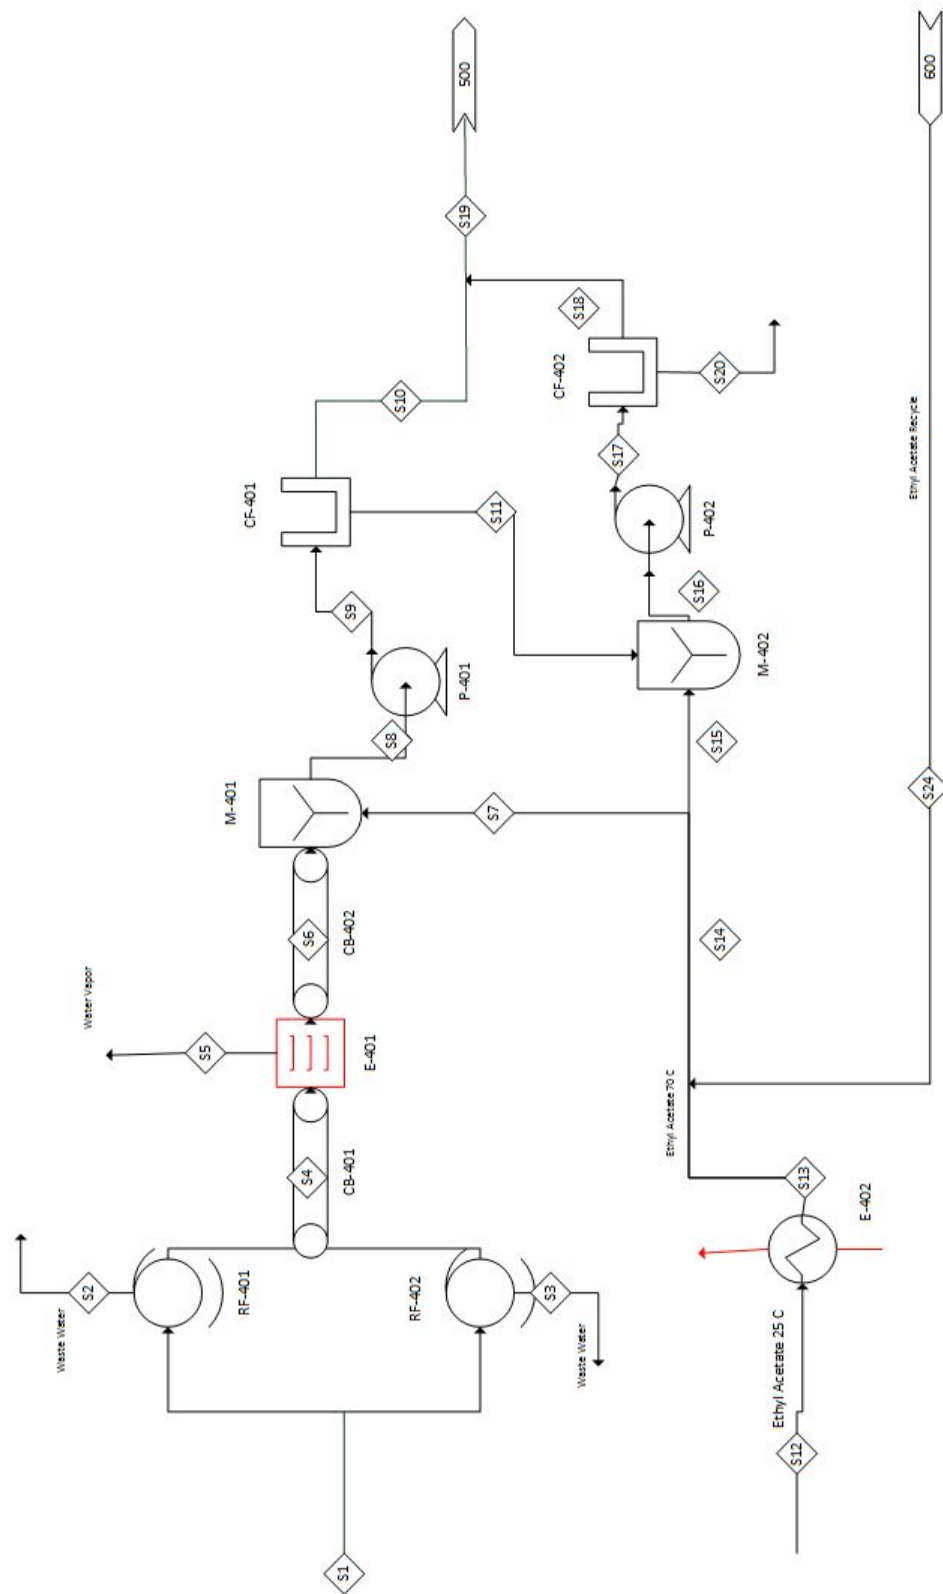 S1
Waste Water
S2
RF-401
RF-402
S3
Waste Water
S4
CB-401
Water Vapor
S5
E-401
S6
CB-402
M-401
S7
S8
P-401
S9
CF-401
S10
S11
S19
500
S12
Ethyl Acetate 25 C
E-402
S13
Ethyl Acetate 70 C
S14
S15
M-402
S16
P-402
S17
CF-402
S18
S20
S24
Ethyl Acetate Recycle
600